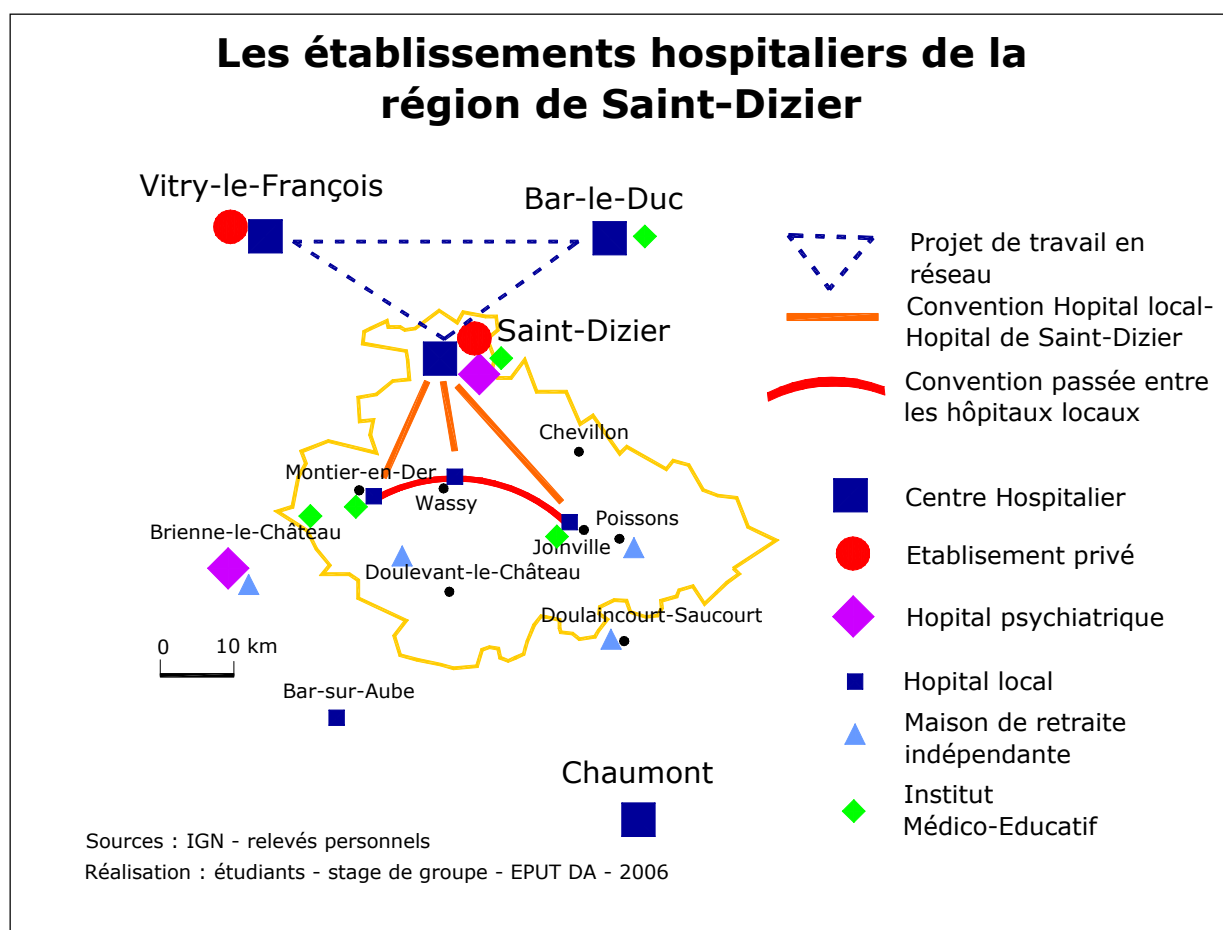 Les établissements hospitaliers de la
région de Saint-Dizier
Vitry-le-François
Bar-le-Duc
Saint-Dizier
Chevillon
Montier-en-Der
Wassy
Poissons
Joinville
Brienne-le-Château
Doulevant-le-Château
Doulaincourt-Saucourt
0 10 km
Bar-sur-Aube
Chaumont
Projet de travail en
réseau
Convention Hopital local-
Hopital de Saint-Dizier
Convention passée entre
les hôpitaux locaux
Centre Hospitalier
Etablisement privé
Hopital psychiatrique
Hopital local
Maison de retraite
indépendante
Institut
Médico-Educatif
Sources : IGN - relevés personnels
Réalisation : étudiants - stage de groupe - EPUT DA - 2006